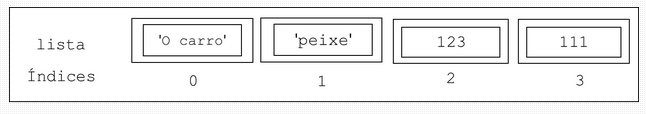 lista 'O carro' 'peixe' 123 111
Índices 0 1 2 3